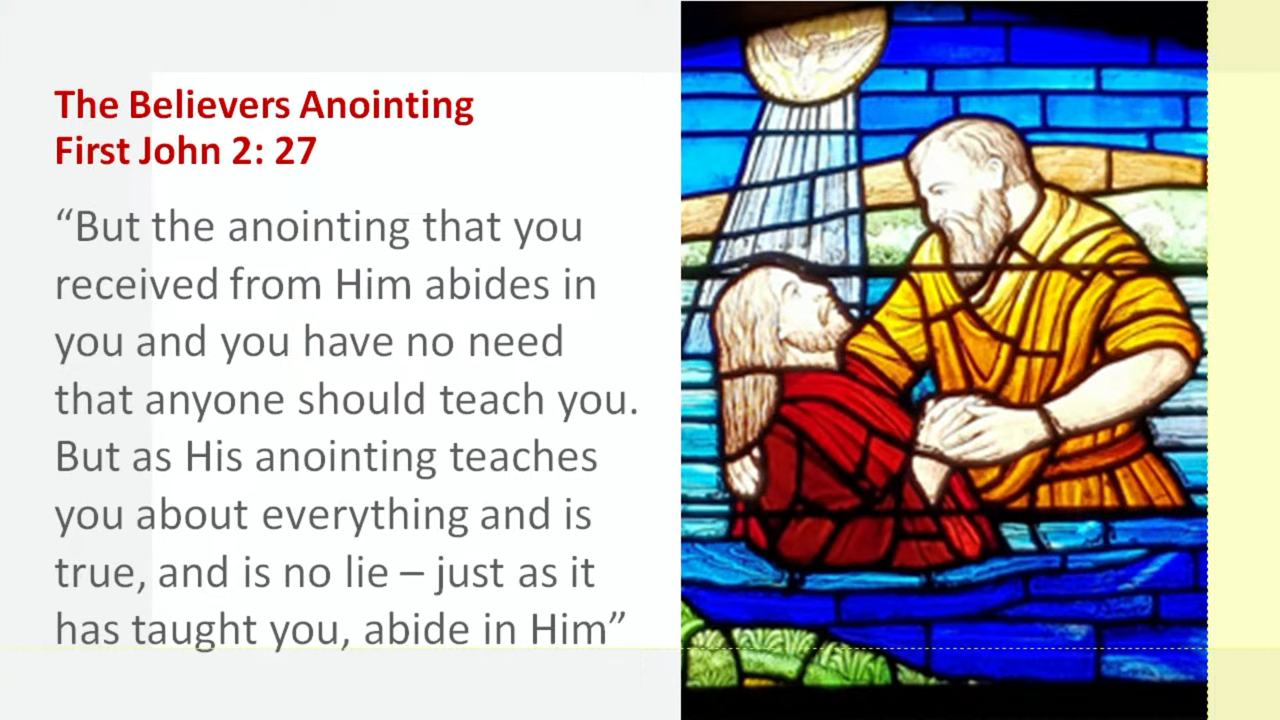 The Believers Anointing
First John 2: 27
“But the anointing that you
received from Him abides in
you and you have no need
that anyone should teach you.
But as His anointing teaches
you about everything and is
true, and is no lie – just as it
has taught you, abide in Him”